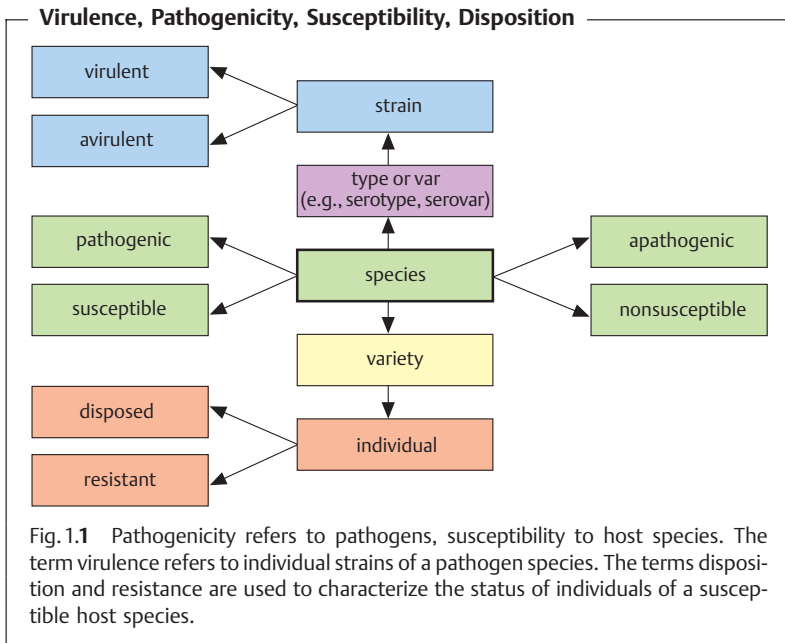 Virulence, Pathogenicity, Susceptibility, Disposition
virulent
avirulent
strain
type or var
(e.g., serotype, serovar)
pathogenic
susceptible
species
apathogenic
nonsusceptible
variety
disposed
resistant
individual
Fig. 1.1 Pathogenicity refers to pathogens, susceptibility to host species. The
term virulence refers to individual strains of a pathogen species. The terms disposi-
tion and resistance are used to characterize the status of individuals of a suscep-
tible host species.